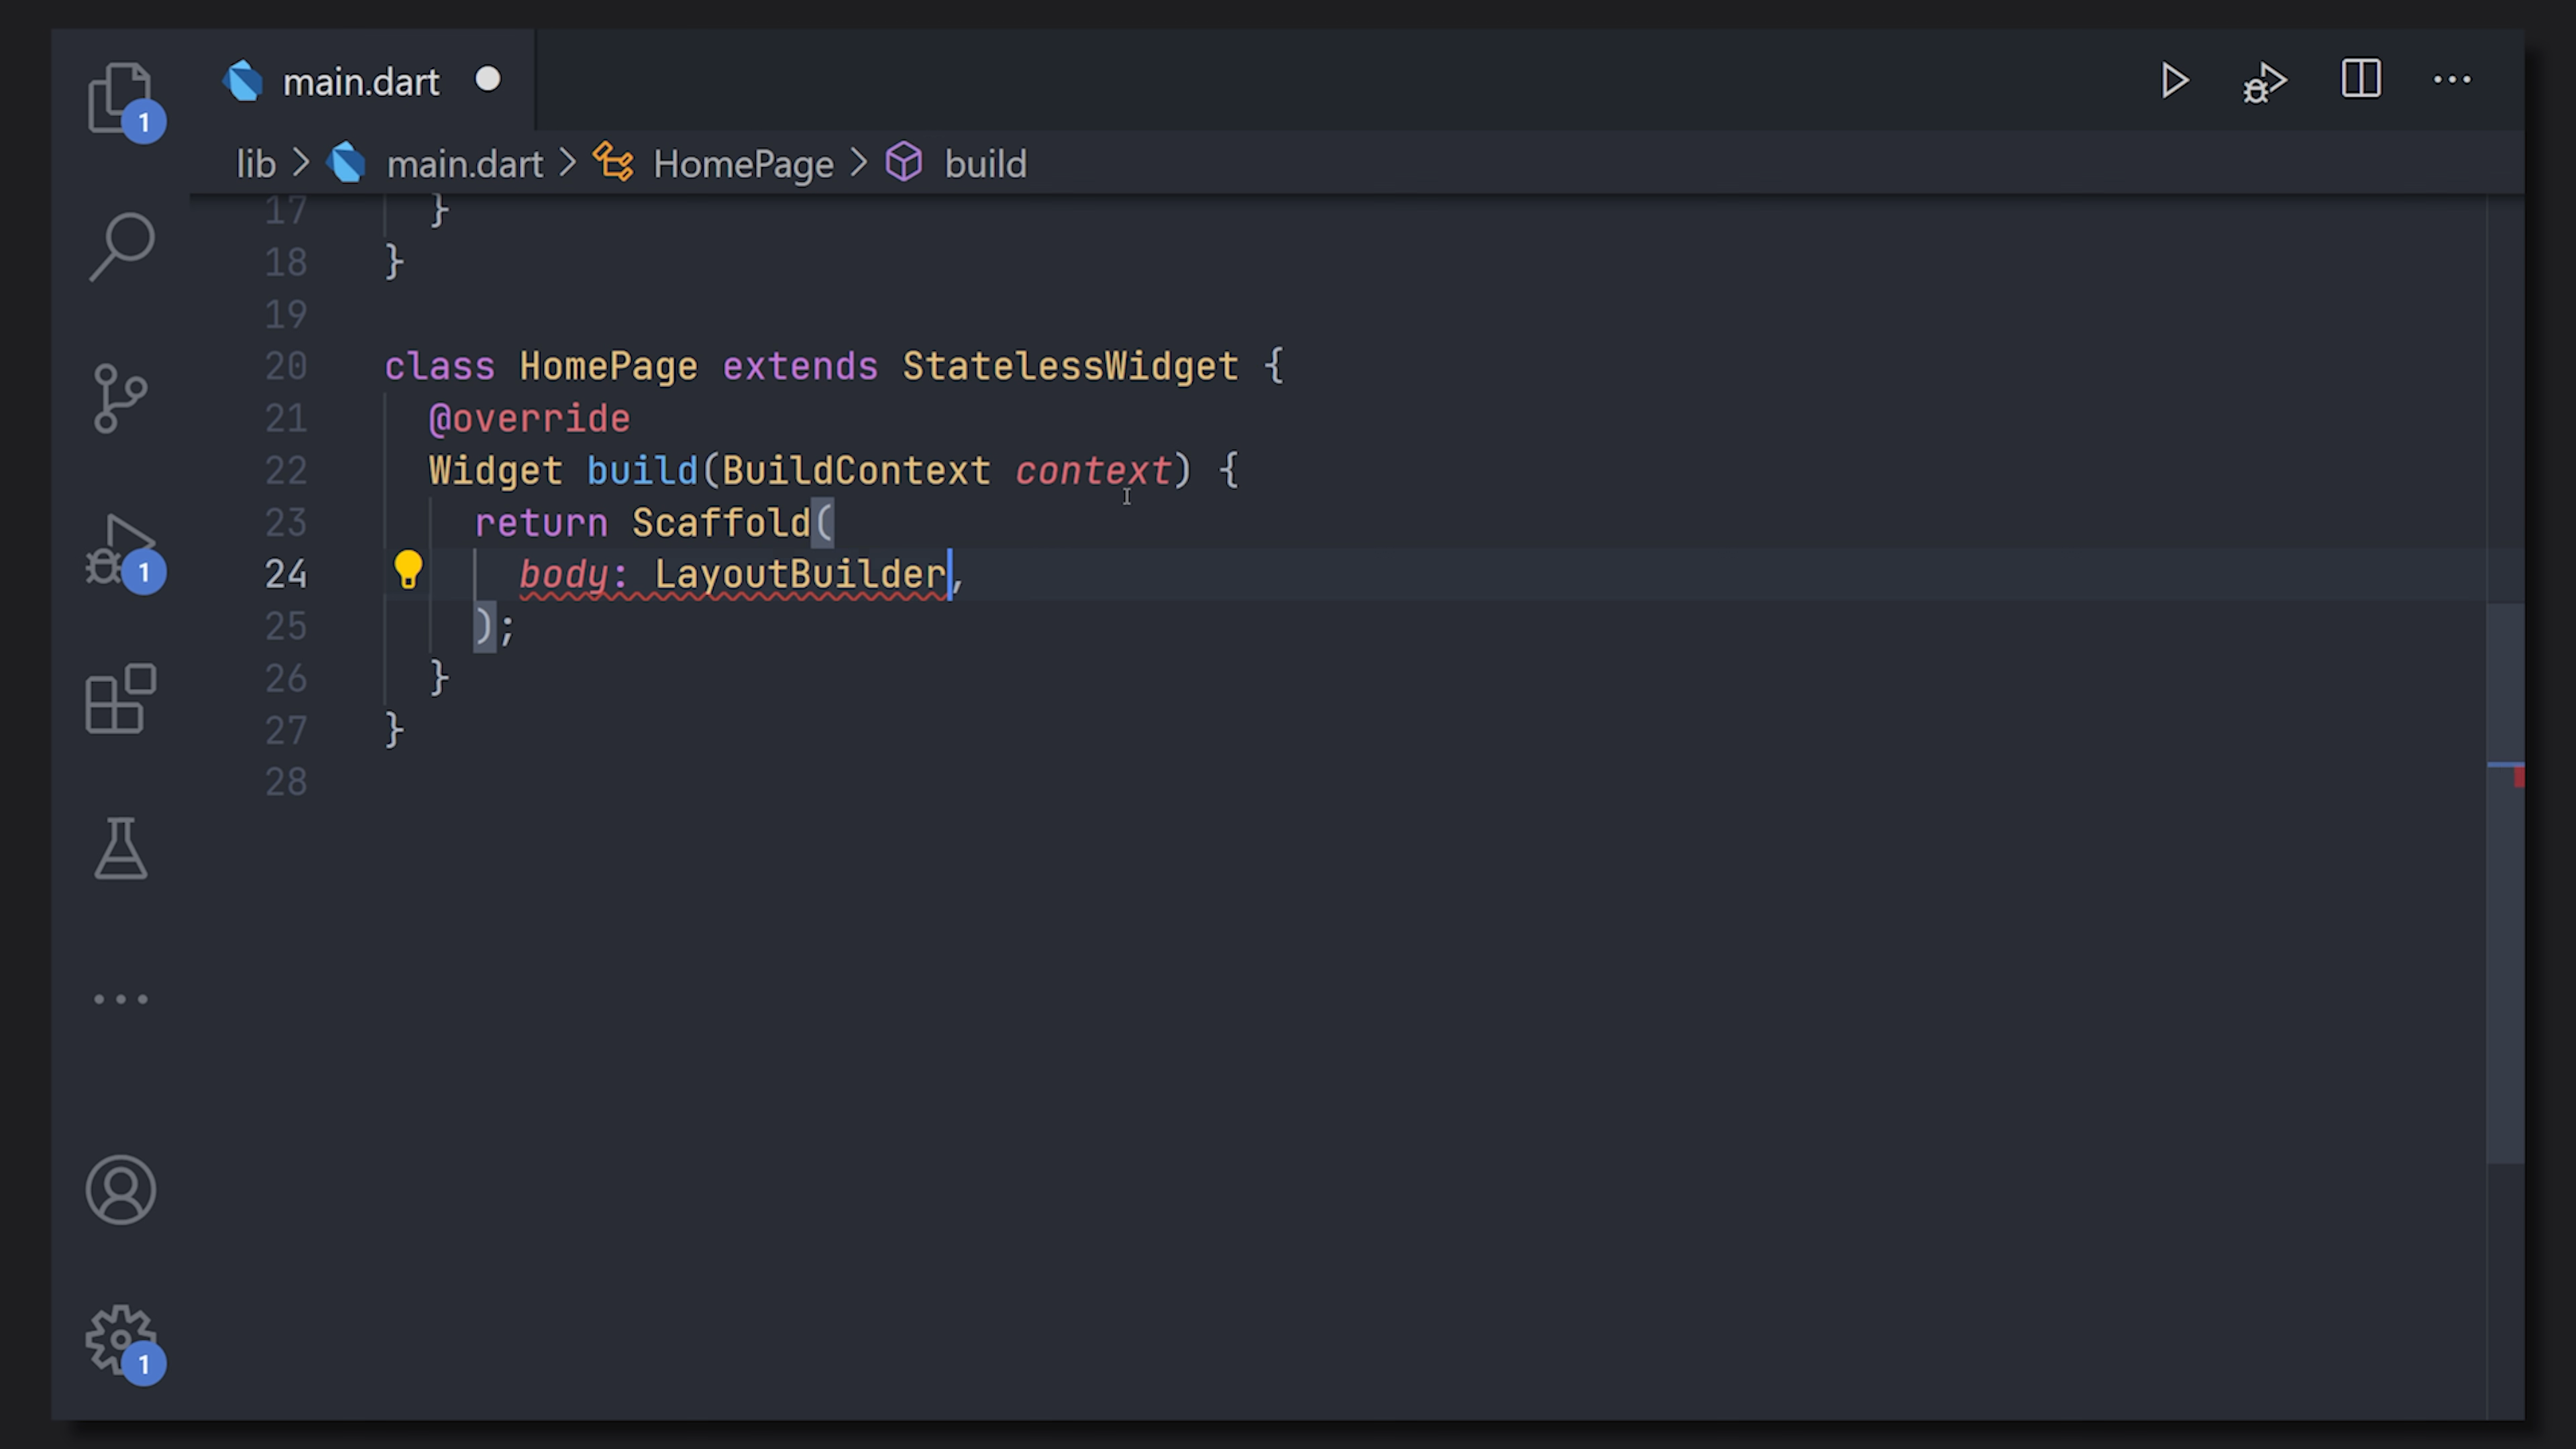 main.dart
lib > main.dart > HomePage > build
17 }
18 }
19
20 class HomePage extends StatelessWidget {
21 @override
22 Widget build(BuildContext context) {
23 return Scaffold(
24 body: LayoutBuilder,
25 );
26 }
27 }
28
1
1
1